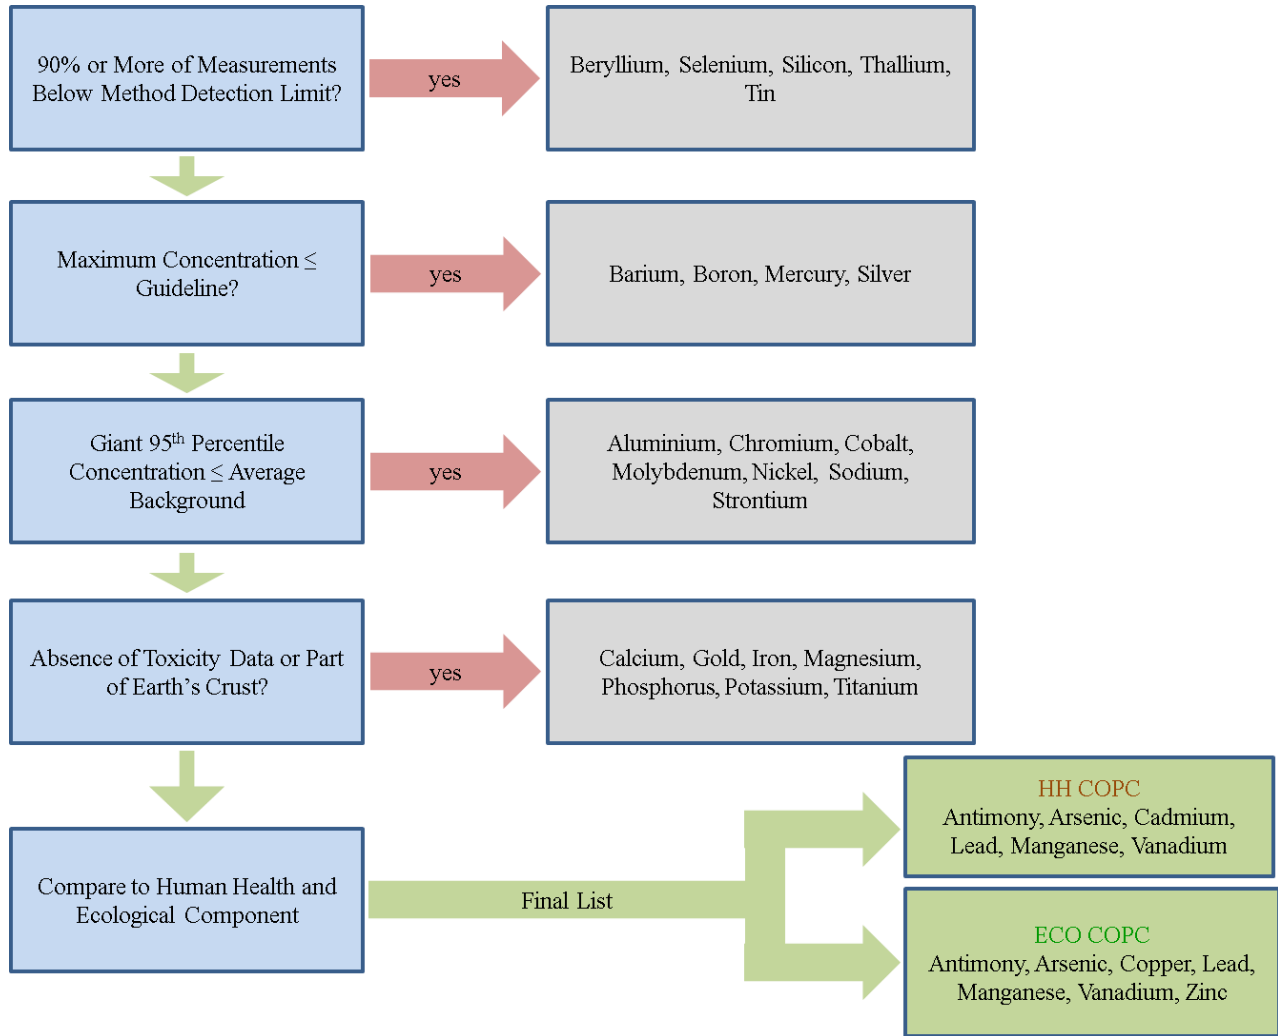 90% or More of Measurements
Below Method Detection Limit?
yes
Beryllium, Selenium, Silicon, Thallium,
Tin
Maximum Concentration ≤
Guideline?
yes
Barium, Boron, Mercury, Silver
Giant 95th Percentile
Concentration ≤ Average
Background
yes
Aluminium, Chromium, Cobalt,
Molybdenum, Nickel, Sodium,
Strontium
Absence of Toxicity Data or Part
of Earth's Crust?
yes
Calcium, Gold, Iron, Magnesium,
Phosphorus, Potassium, Titanium
Compare to Human Health and
Ecological Component
Final List
HH COPC
Antimony, Arsenic, Cadmium,
Lead, Manganese, Vanadium
ECO COPC
Antimony, Arsenic, Copper, Lead,
Manganese, Vanadium, Zinc